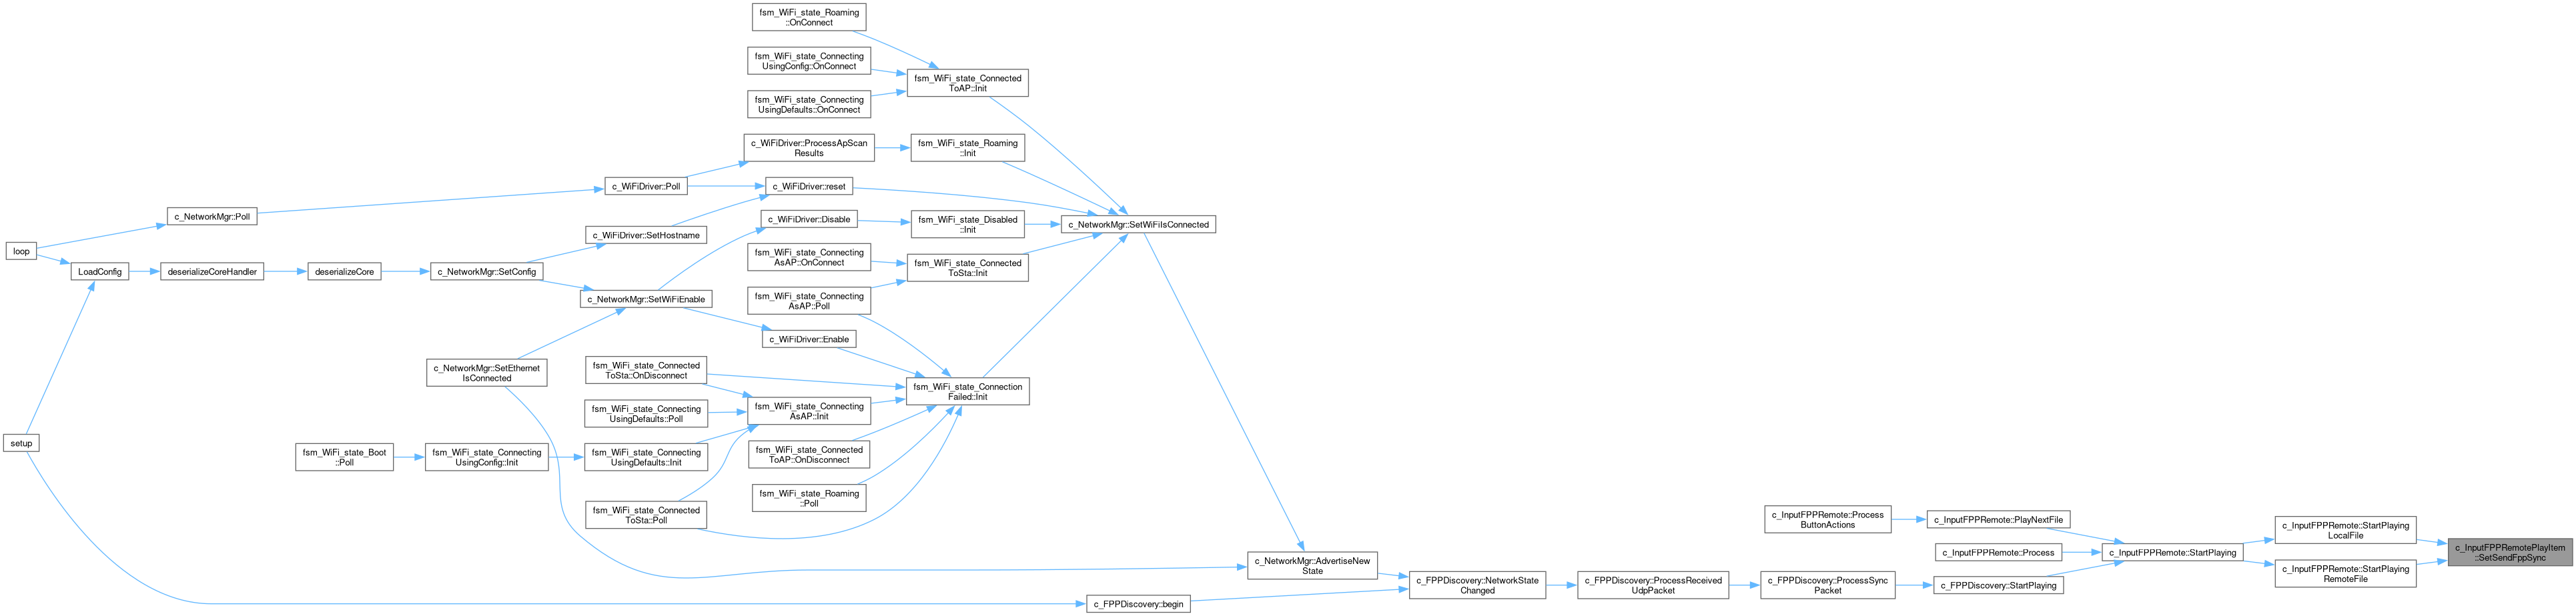 fsm_WiFi_state_Roaming
::OnConnect
fsm_WiFi_state_Connecting
UsingConfig::OnConnect
fsm_WiFi_state_Connected
ToAP::Init
fsm_WiFi_state_Connecting
UsingDefaults::OnConnect
c_WiFiDriver::ProcessApScan
Results
fsm_WiFi_state_Roaming
::Init
c_WiFiDriver::Poll
c_WiFiDriver::reset
c_NetworkMgr::Poll
c_WiFiDriver::Disable
fsm_WiFi_state_Disabled
::Init
c_NetworkMgr::SetWiFiIsConnected
c_WiFiDriver::SetHostname
loop
fsm_WiFi_state_Connecting
AsAP::OnConnect
fsm_WiFi_state_Connected
ToSta::Init
LoadConfig
deserializeCoreHandler
deserializeCore
c_NetworkMgr::SetConfig
c_NetworkMgr::SetWiFiEnable
fsm_WiFi_state_Connecting
AsAP::Poll
c_WiFiDriver::Enable
c_NetworkMgr::SetEthernet
IsConnected
fsm_WiFi_state_Connected
ToSta::OnDisconnect
fsm_WiFi_state_Connection
Failed::Init
fsm_WiFi_state_Connecting
UsingDefaults::Poll
fsm_WiFi_state_Connecting
AsAP::Init
setup
fsm_WiFi_state_Boot
::Poll
fsm_WiFi_state_Connecting
UsingConfig::Init
fsm_WiFi_state_Connecting
UsingDefaults::Init
fsm_WiFi_state_Connected
ToAP::OnDisconnect
fsm_WiFi_state_Roaming
::Poll
fsm_WiFi_state_Connected
ToSta::Poll
c_InputFPPRemote::Process
ButtonActions
c_InputFPPRemote::PlayNextFile
c_InputFPPRemote::StartPlaying
LocalFile
c_InputFPPRemote::Process
c_InputFPPRemote::StartPlaying
c_InputFPPRemotePlayItem
::SetSendFppSync
c_NetworkMgr::AdvertiseNew
State
c_FPPDiscovery::NetworkState
Changed
c_FPPDiscovery::ProcessReceived
UdpPacket
c_FPPDiscovery::ProcessSync
Packet
c_FPPDiscovery::StartPlaying
c_InputFPPRemote::StartPlaying
RemoteFile
c_FPPDiscovery::begin